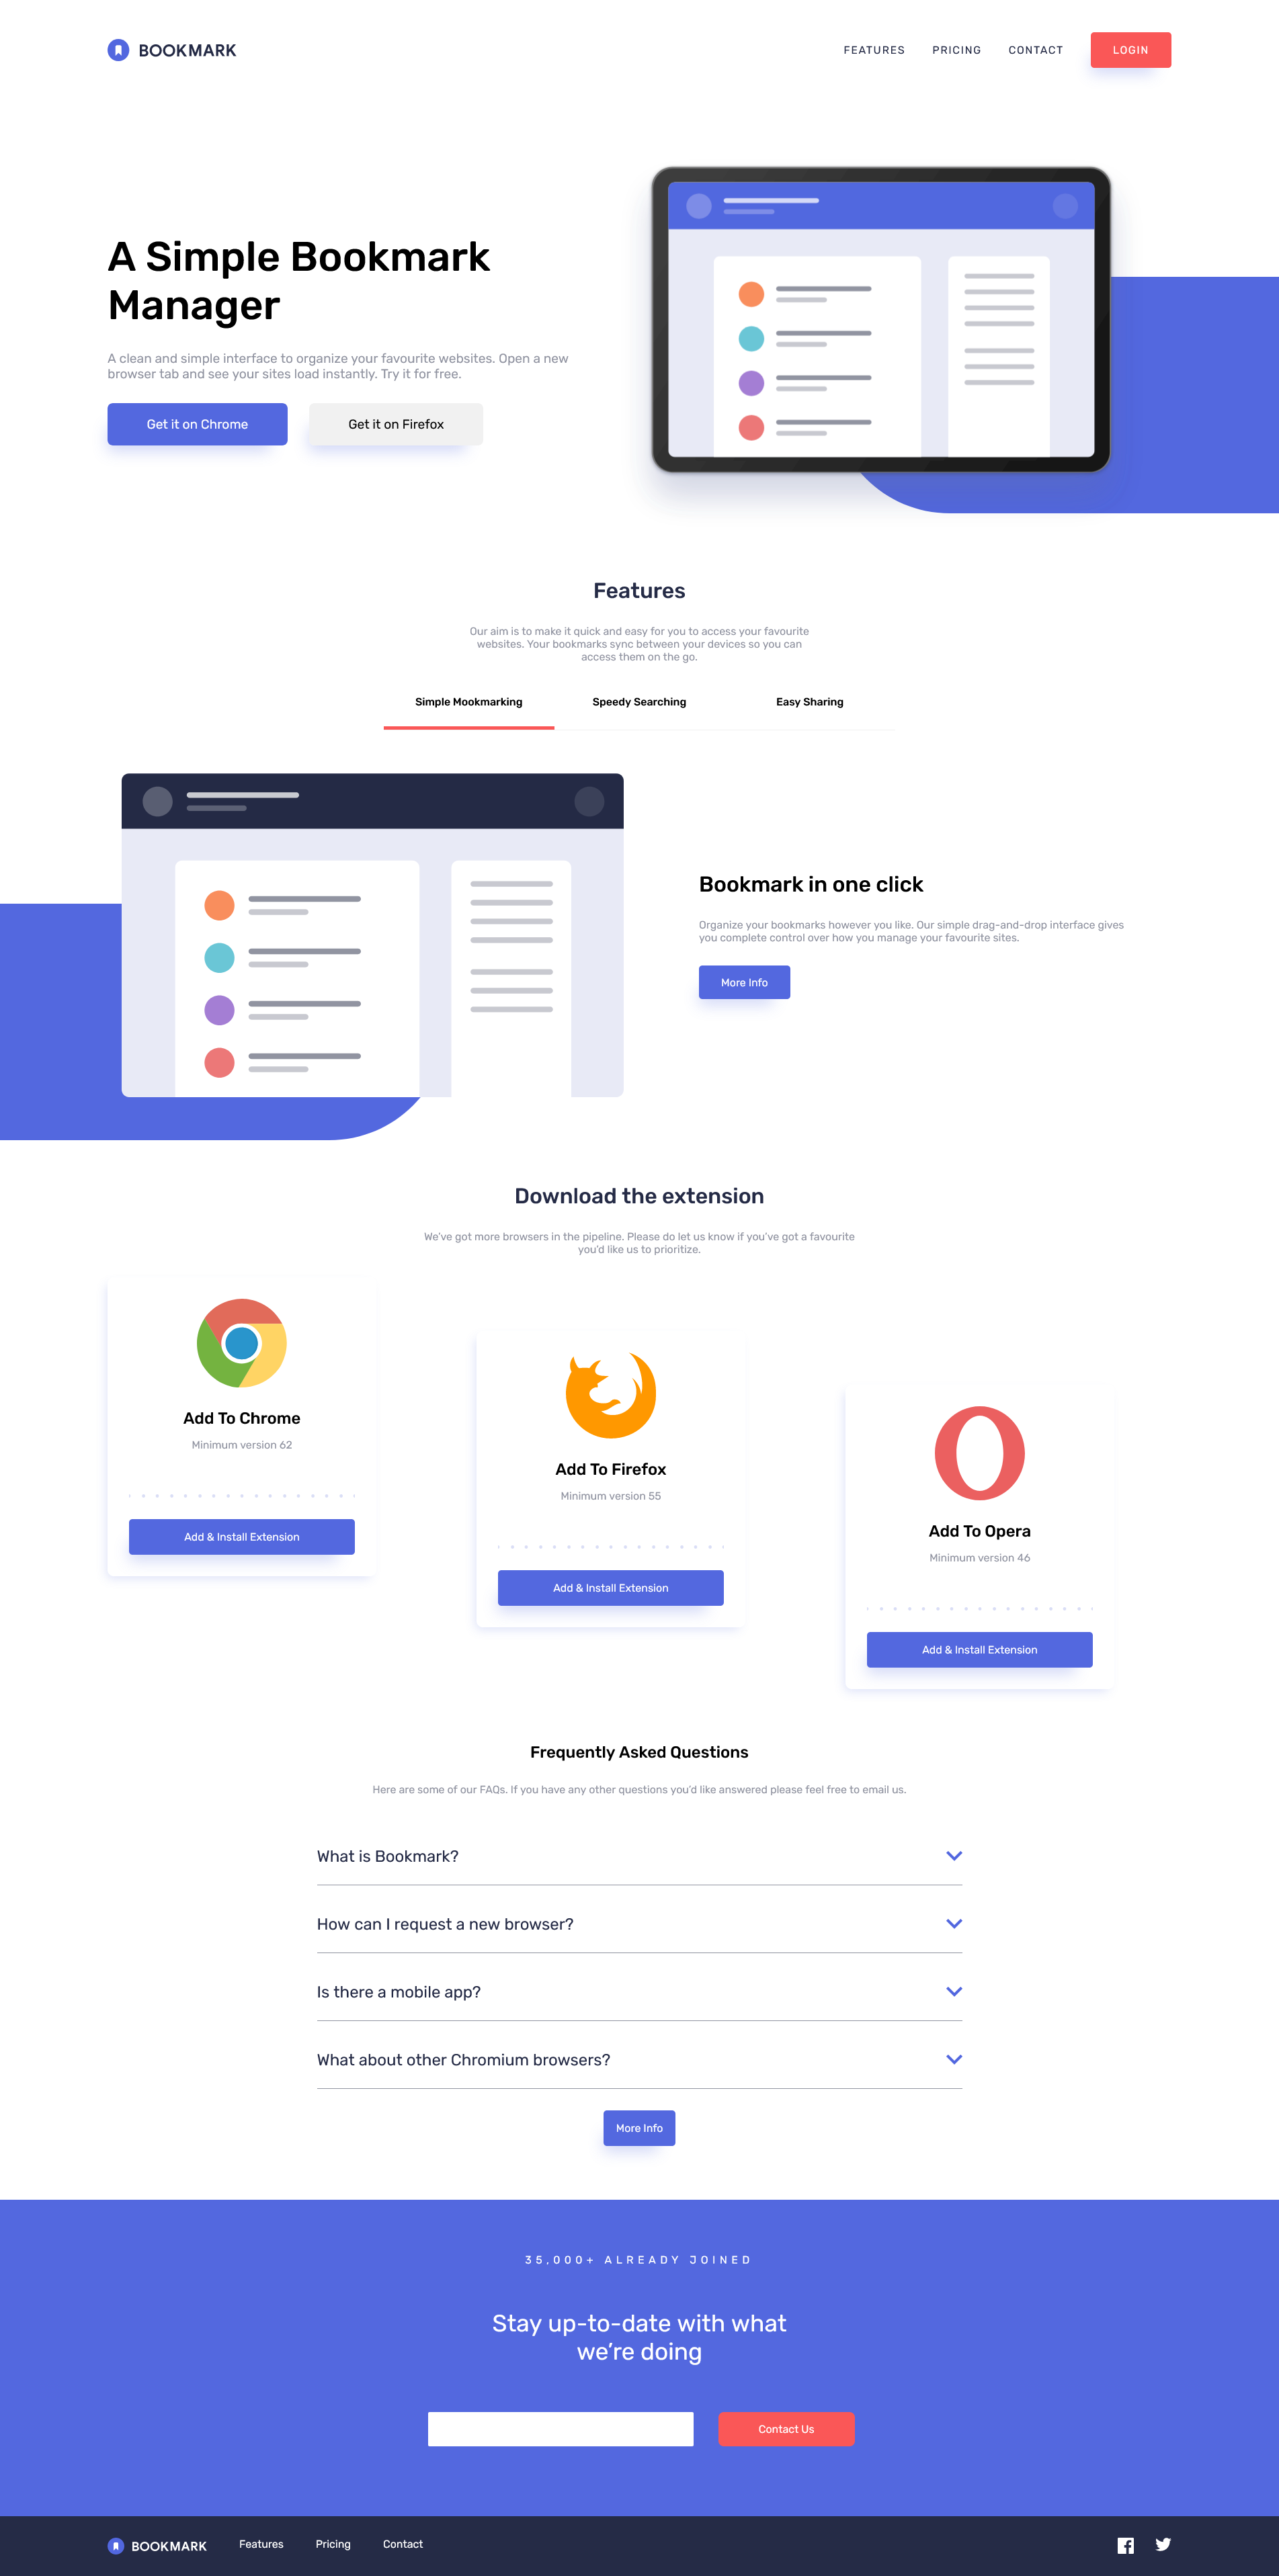 BOOKMARK
FEATURES
PRICING
CONTACT
LOGIN
A Simple Bookmark
Manager
A clean and simple interface to organize your favourite websites. Open a new
browser tab and see your sites load instantly. Try it for free.
Get it on Chrome
Get it on Firefox
Features
Our aim is to make it quick and easy for you to access your favourite
websites. Your bookmarks sync between your devices so you can
access them on the go.
Simple Mookmarking
Speedy Searching
Easy Sharing
Bookmark in one click
Organize your bookmarks however you like. Our simple drag-and-drop interface gives
you complete control over how you manage your favourite sites.
More Info
Download the extension
We've got more browsers in the pipeline. Please do let us know if you've got a favourite
you'd like us to prioritize.
Add To Chrome
Minimum version 62
Add & Install Extension
Add To Firefox
Minimum version 55
Add & Install Extension
Add To Opera
Minimum version 46
Add & Install Extension
Frequently Asked Questions
Here are some of our FAQs. If you have any other questions you'd like answered please feel free to email us.
What is Bookmark?
How can I request a new browser?
Is there a mobile app?
What about other Chromium browsers?
More Info
35,000+ ALREADY JOINED
Stay up-to-date with what
we're doing
Contact Us
BOOKMARK
Features
Pricing
Contact